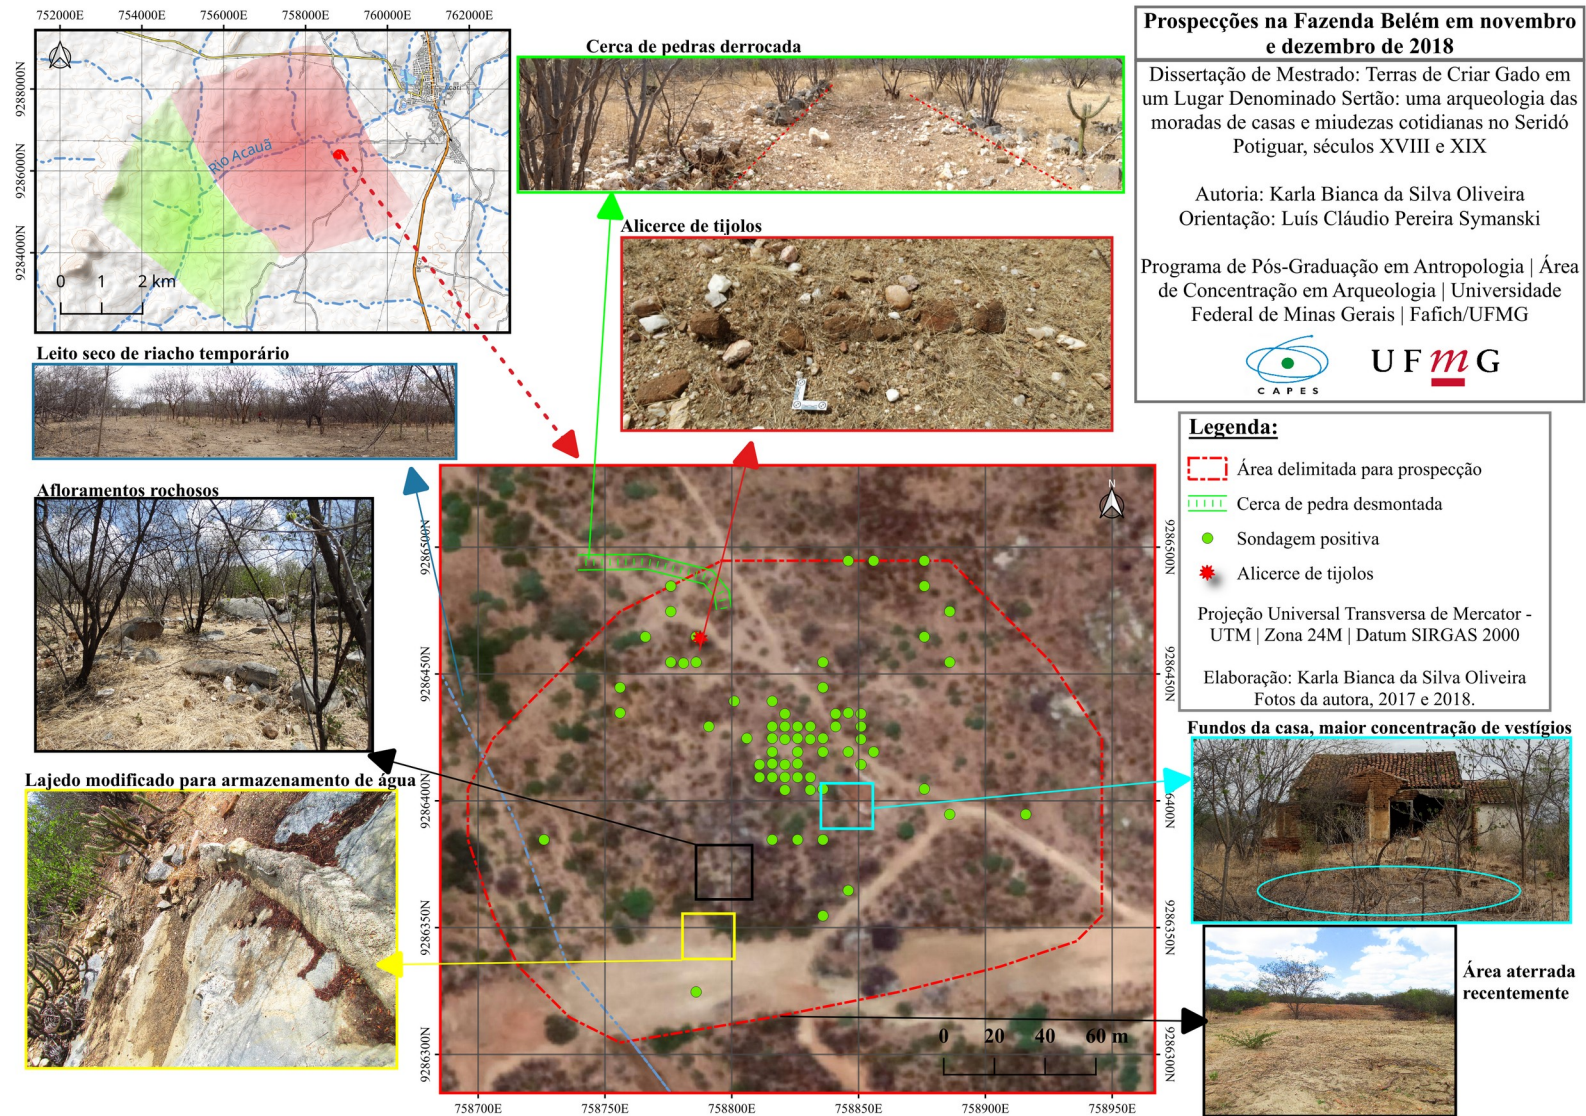 752000E 754000E 756000E 758000E 760000E 762000E
9288000N
9286000N
9284000N
Rio Acauã
0 1 2 km
Cerca de pedras derrocada
Prospecções na Fazenda Belém em novembro
e dezembro de 2018
Dissertação de Mestrado: Terras de Criar Gado em
um Lugar Denominado Sertão: uma arqueologia das
moradas de casas e miudezas cotidianas no Seridó
Potiguar, séculos XVIII e XIX
Autoria: Karla Bianca da Silva Oliveira
Orientação: Luís Cláudio Pereira Symanski
Programa de Pós-Graduação em Antropologia | Área
de Concentração em Arqueologia | Universidade
Federal de Minas Gerais | Fafich/UFMG
CAPES
UFmG
Alicerce de tijolos
Leito seco de riacho temporário
Afloramentos rochosos
Lajedo modificado para armazenamento de água
Legenda:
Área delimitada para prospecção
Cerca de pedra desmontada
Sondagem positiva
Alicerce de tijolos
Projeção Universal Transversa de Mercator -
UTM | Zona 24M | Datum SIRGAS 2000
Elaboração: Karla Bianca da Silva Oliveira
Fotos da autora, 2017 e 2018.
Fundos da casa, maior concentração de vestígios
Área aterrada
recentemente
N
9286500N
9286450N
9286400N
9286350N
9286300N
9286500N
9286450N
6400N
9286350N
9286300N
0 20 40 60 m
758700E 758750E 758800E 758850E 758900E 758950E